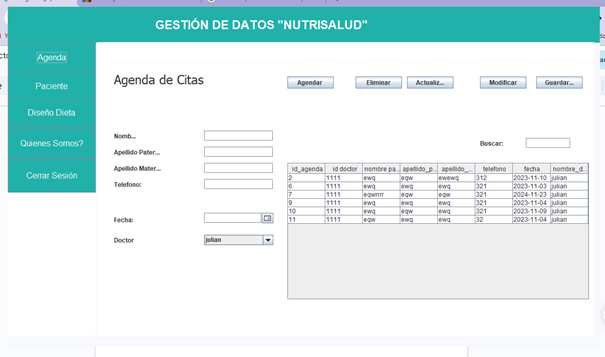 GESTIÓN DE DATOS "NUTRISALUD"
Agenda
Paciente
Diseño Dieta
Quienes Somos?
Cerrar Sesión
Agenda de Citas
Agendar Eliminar Actualiz... Modificar Guardar...
Nomb...
Apellido Pater...
Apellido Mater...
Telefono:
Fecha:
Doctor julian
Buscar:
id_agenda id doctor nombre pa... apellido_p... apellido_... telefono fecha nombre_d...
2 1111 ewq eqw ewewq 312 2023-11-10 julian
6 1111 ewq ewq ewq 321 2023-11-03 julian
7 1111 eqwrrrr eqw ewq 321 2024-11-23 julian
9 1111 ewq ewq ewq 321 2023-11-04 julian
10 1111 ewq eqw ewq 321 2023-11-09 julian
11 1111 eqw eqw ewq 32 2023-11-04 julian